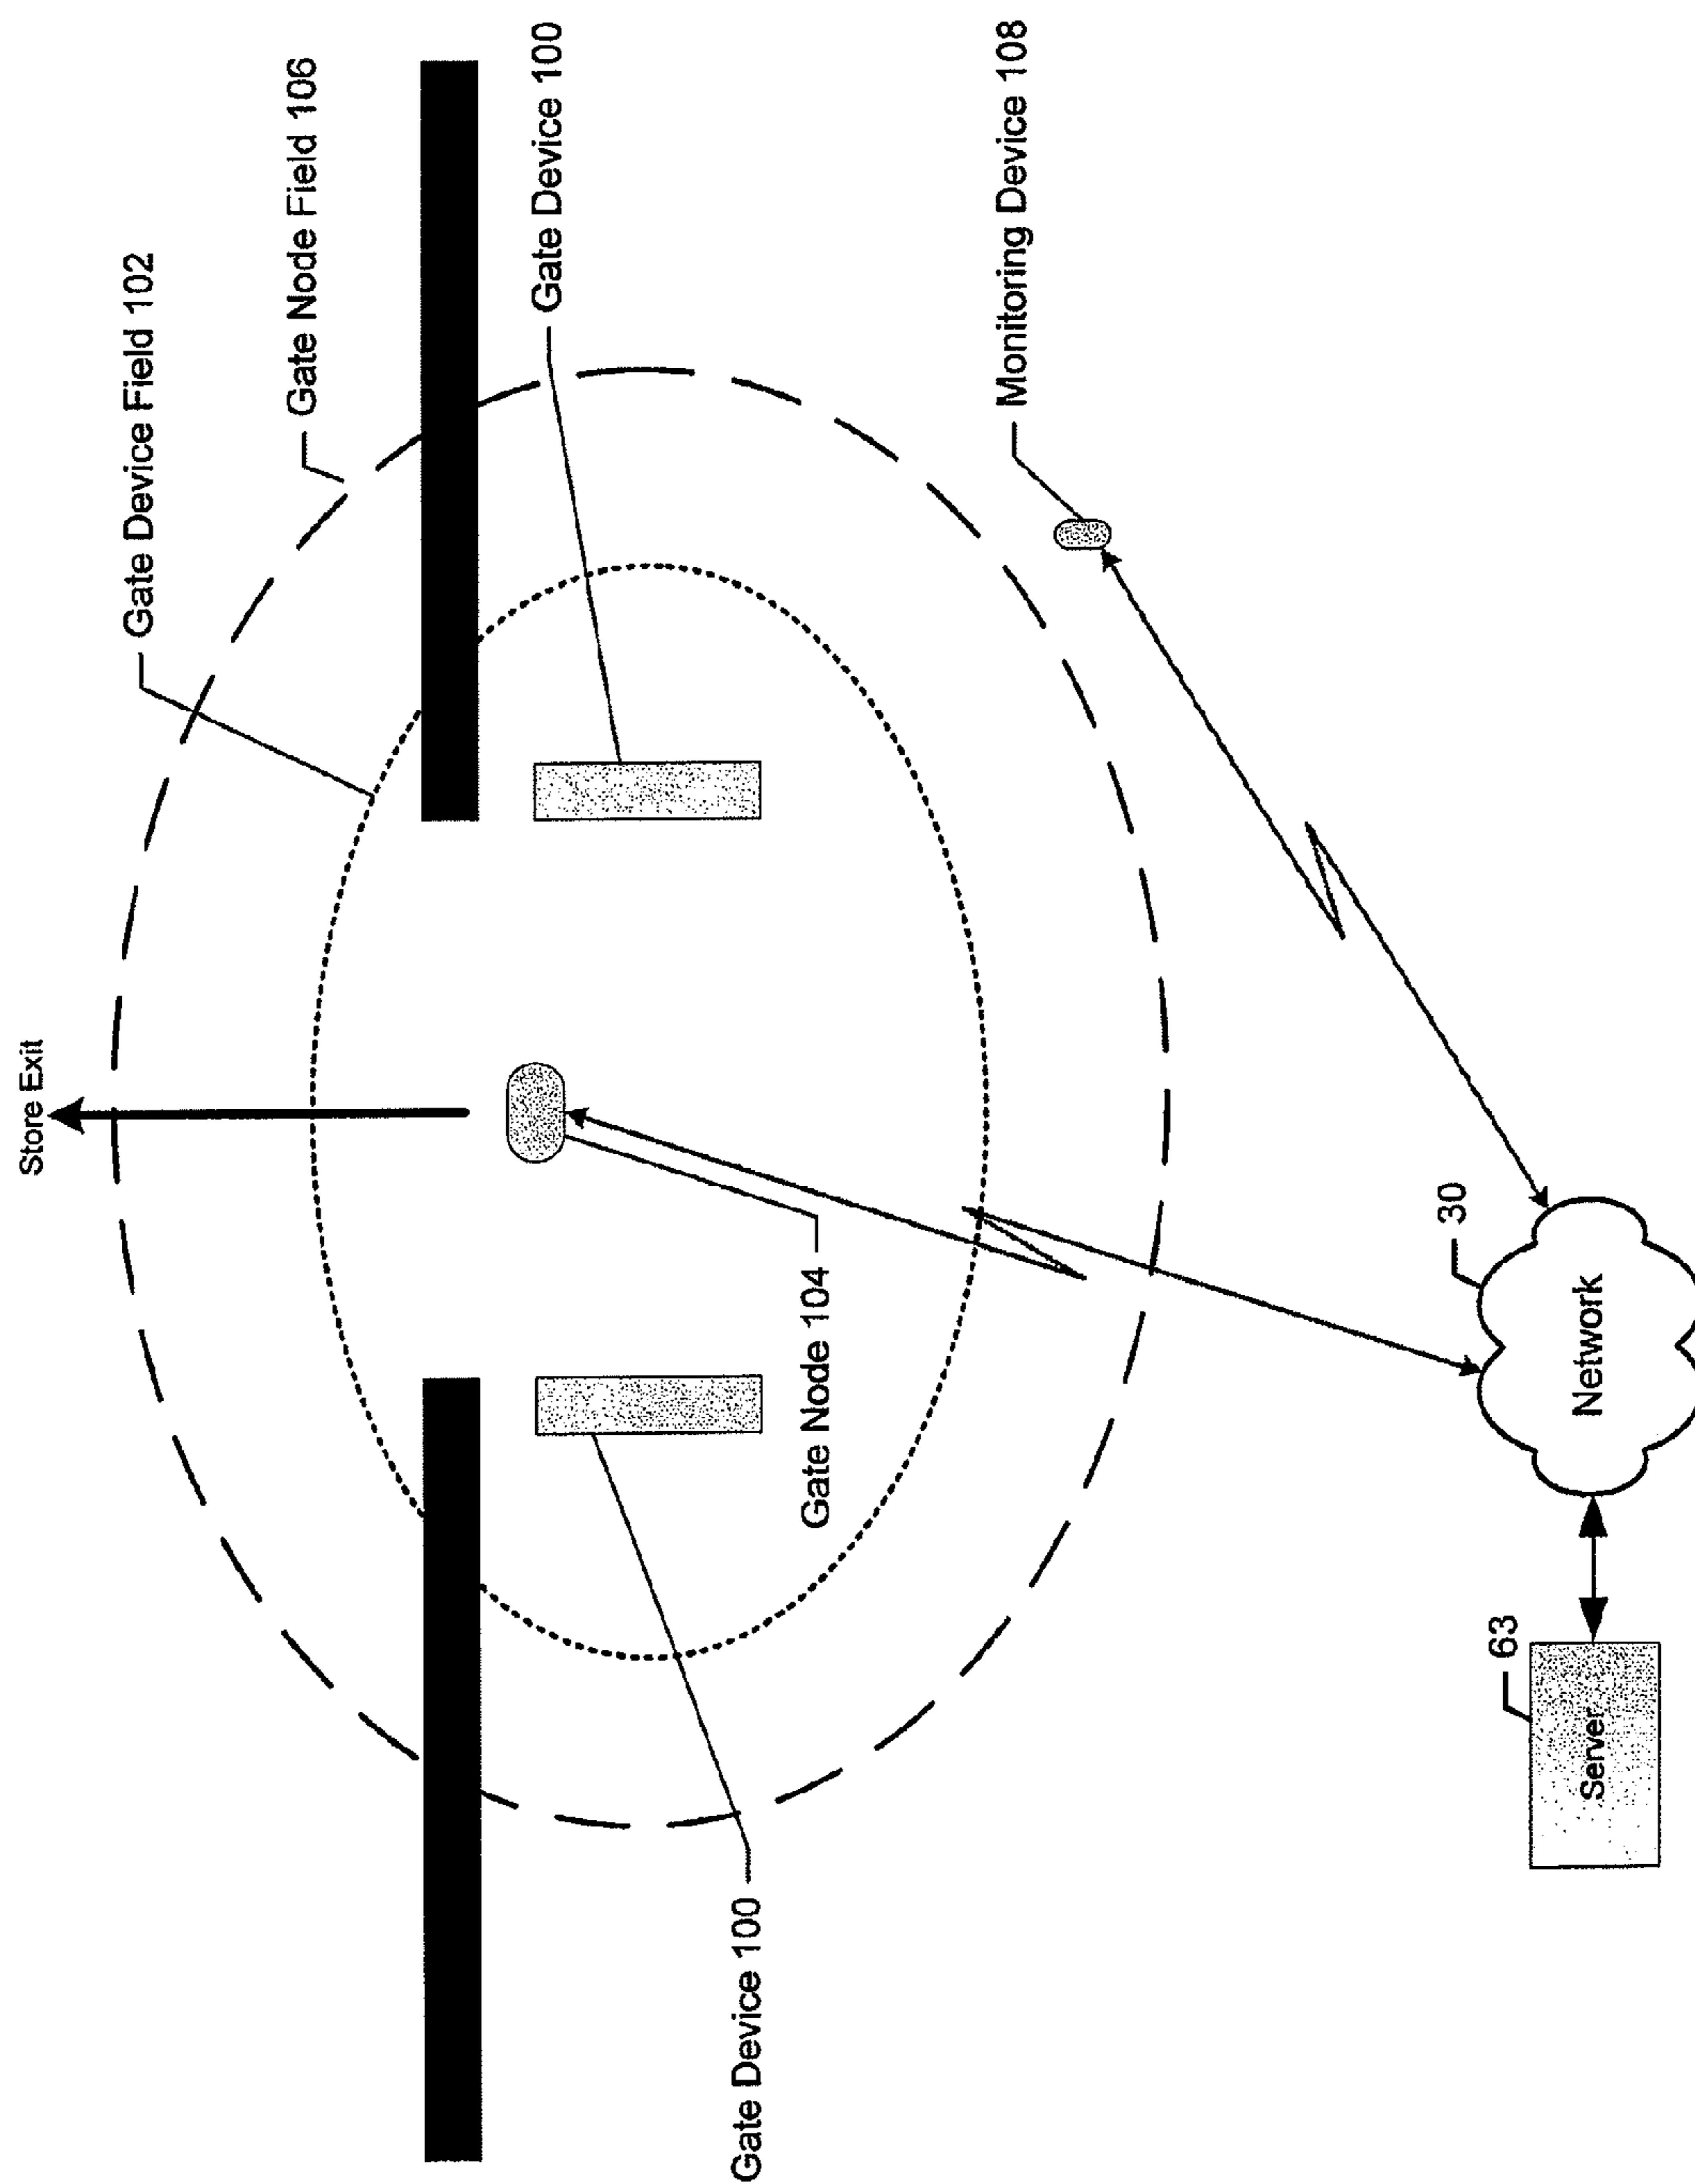 Store Exit
Gate Device Field 102
Gate Node Field 106
Gate Device 100
Gate Node 104
Gate Device 100
Monitoring Device 108
30
Network
63
Server